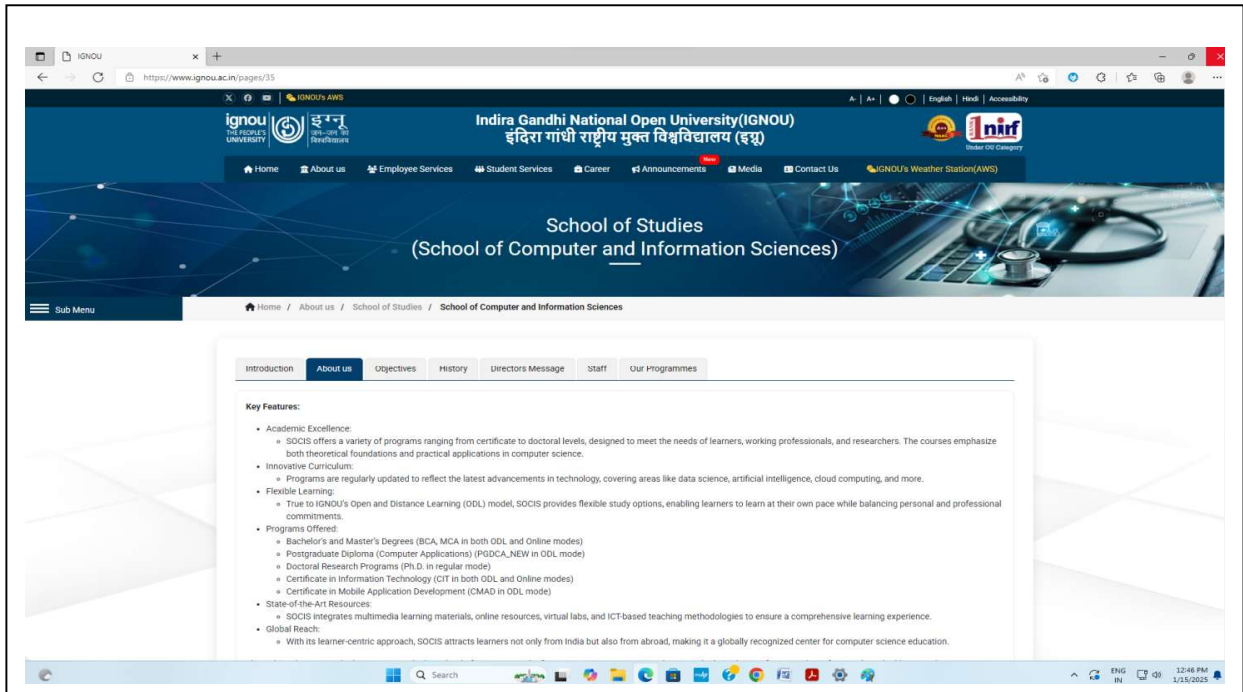 IGNOU
https://www.ignou.ac.in/pages/35
IGNOU's AWS
A- | A+ | English | Hindi | Accessibility
ignou
THE PEOPLE'S
UNIVERSITY
इग्नू
जन-जन का
विश्वविद्यालय
Indira Gandhi National Open University(IGNOU)
इंदिरा गांधी राष्ट्रीय मुक्त विश्वविद्यालय (इग्नू)
nirf
Under OU Category
Home About us Employee Services Student Services Career Announcements New Media Contact Us IGNOU's Weather Station(AWS)
School of Studies
(School of Computer and Information Sciences)
Sub Menu
Home / About us / School of Studies / School of Computer and Information Sciences
Introduction About us Objectives History Directors Message Staff Our Programmes
Key Features:
• Academic Excellence:
SOCIS offers a variety of programs ranging from certificate to doctoral levels, designed to meet the needs of learners, working professionals, and researchers. The courses emphasize
both theoretical foundations and practical applications in computer science.
• Innovative Curriculum:
Programs are regularly updated to reflect the latest advancements in technology, covering areas like data science, artificial intelligence, cloud computing, and more.
• Flexible Learning:
True to IGNOU's Open and Distance Learning (ODL) model, SOCIS provides flexible study options, enabling learners to learn at their own pace while balancing personal and professional
commitments.
• Programs Offered:
Bachelor's and Master's Degrees (BCA, MCA in both ODL and Online modes)
Postgraduate Diploma (Computer Applications) (PGDCA_NEW in ODL mode)
Doctoral Research Programs (Ph.D. in regular mode)
Certificate in Information Technology (CIT in both ODL and Online modes)
Certificate in Mobile Application Development (CMAD in ODL mode)
• State-of-the-Art Resources:
SOCIS integrates multimedia learning materials, online resources, virtual labs, and ICT-based teaching methodologies to ensure a comprehensive learning experience.
• Global Reach:
With its learner-centric approach, SOCIS attracts learners not only from India but also from abroad, making it a globally recognized center for computer science education.
Search
ENG
IN
12:46 PM
1/15/2025